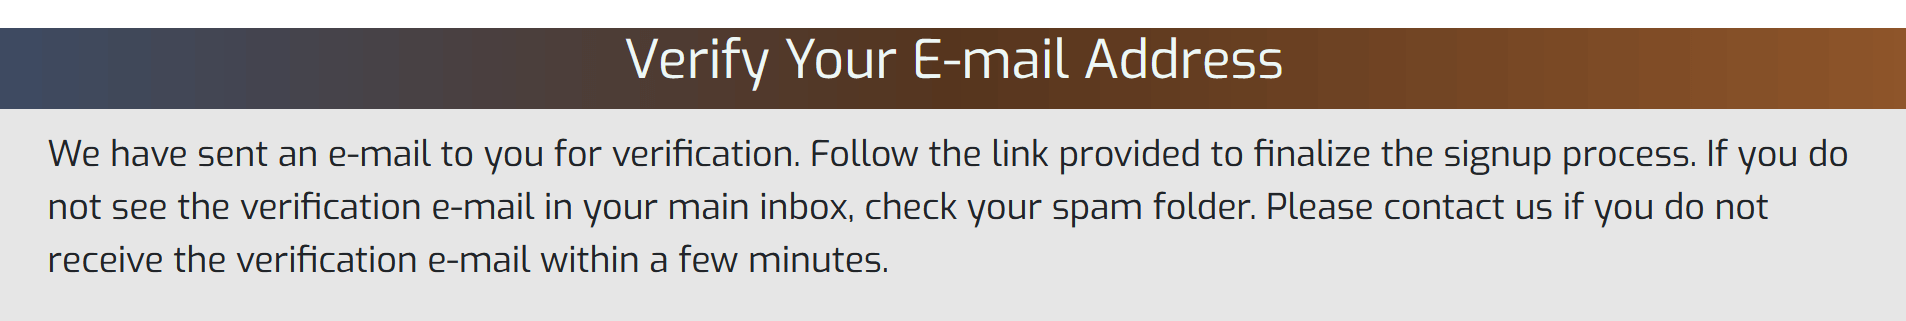 Verify Your E-mail Address
We have sent an e-mail to you for verification. Follow the link provided to finalize the signup process. If you do
not see the verification e-mail in your main inbox, check your spam folder. Please contact us if you do not
receive the verification e-mail within a few minutes.